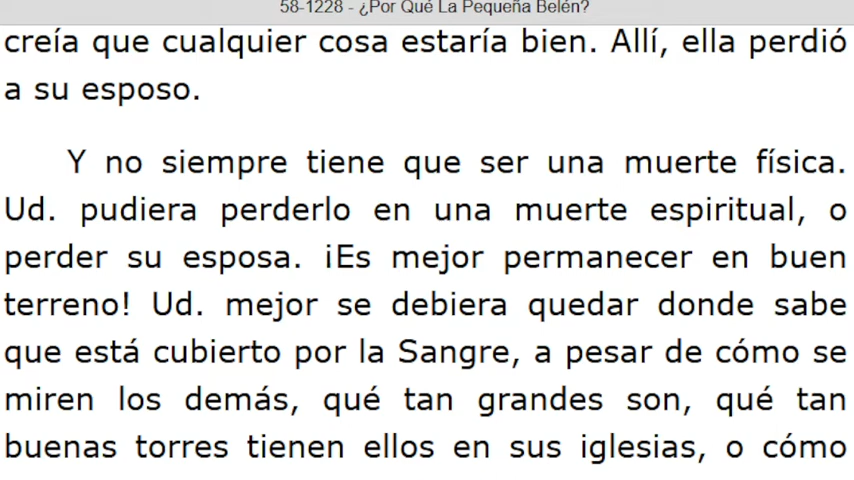 58-1228 - ¿Por Qué La Pequeña Belén?
creía que cualquier cosa estaría bien. Allí, ella perdió
a su esposo.
Y no siempre tiene que ser una muerte física.
Ud. pudiera perderlo en una muerte espiritual, o
perder su esposa. ¡Es mejor permanecer en buen
terreno! Ud. mejor se debiera quedar donde sabe
que está cubierto por la Sangre, a pesar de cómo se
miren los demás, qué tan grandes son, qué tan
buenas torres tienen ellos en sus iglesias, o cómo